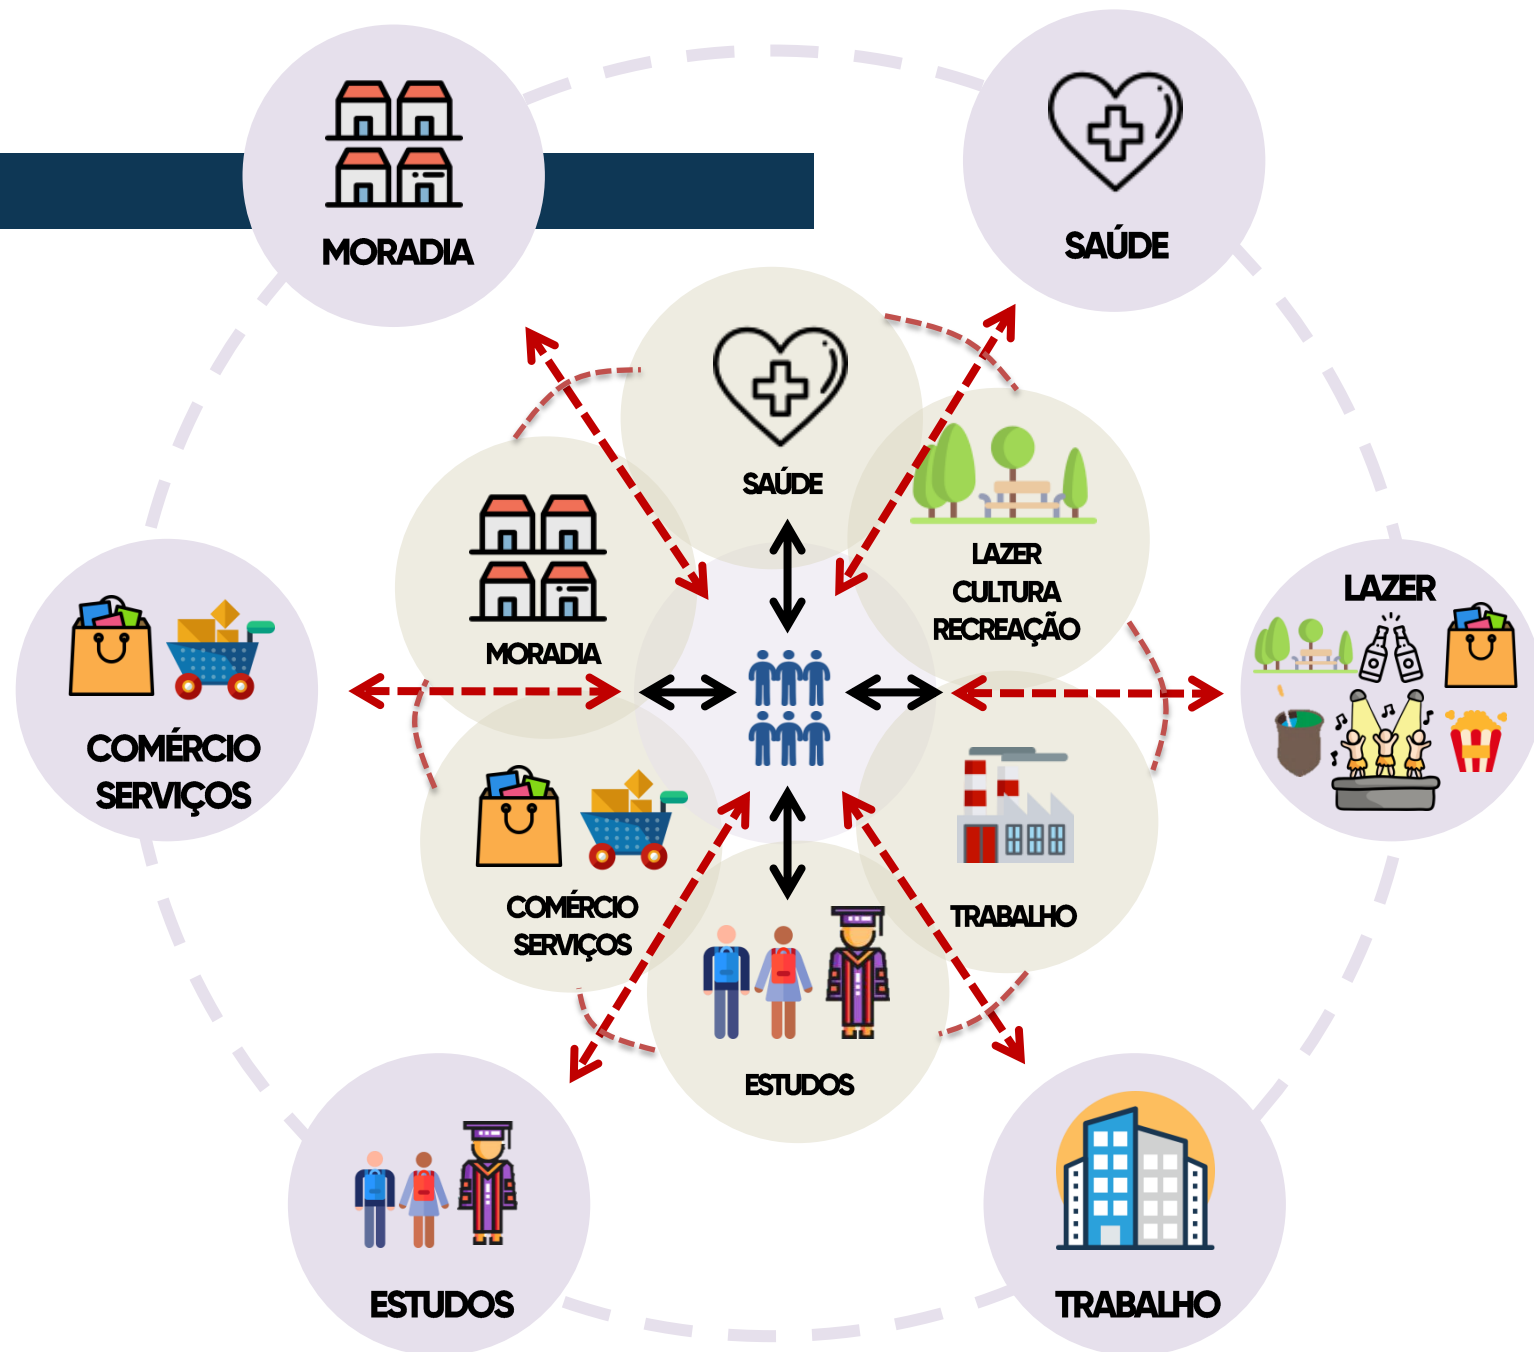 MORADIA
SAÚDE
SAÚDE
LAZER
CULTURA
RECREAÇÃO
MORADIA
LAZER
COMÉRCIO
SERVIÇOS
COMÉRCIO
SERVIÇOS
TRABALHO
ESTUDOS
ESTUDOS
TRABALHO